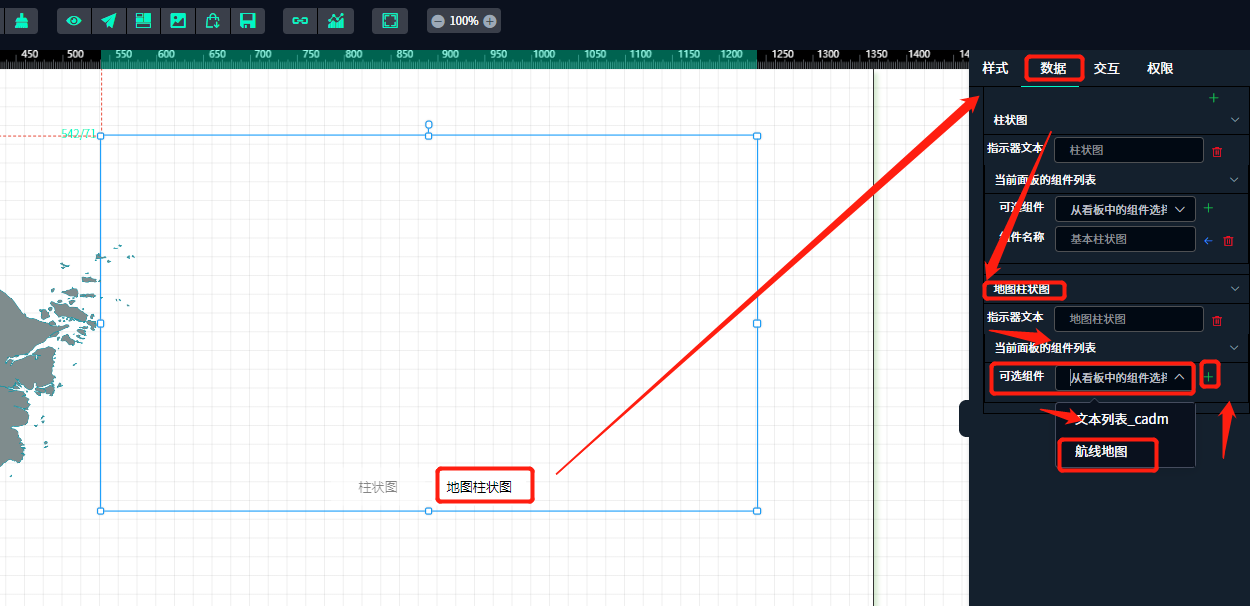 100%
450 500 550 600 650 700 750 800 850 900 950 1000 1050 1100 1150 1200 1250 1300 1350 1400 14
542/71
柱状图 地图柱状图
样式 数据 交互 权限
柱状图
指示器文本 柱状图
当前面板的组件列表
可选组件 从看板中的组件选择
组件名称 基本柱状图
地图柱状图
指示器文本 地图柱状图
当前面板的组件列表
可选组件 从看板中的组件选择
文本列表_cadm
航线地图